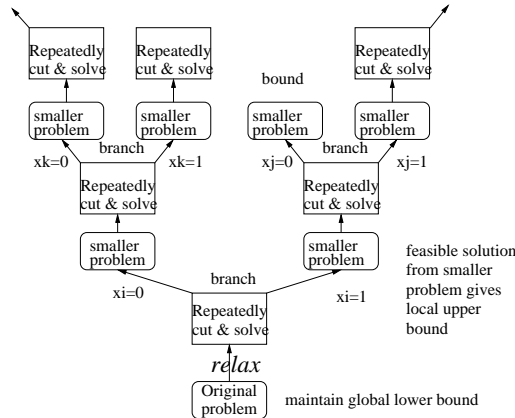 Repeatedly
cut & solve
Repeatedly
cut & solve
Repeatedly
cut & solve
bound
smaller
problem
smaller
problem
smaller
problem
smaller
problem
branch
branch
xk=0
xk=1
xj=0
xj=1
Repeatedly
cut & solve
Repeatedly
cut & solve
smaller
problem
smaller
problem
feasible solution
from smaller
problem gives
local upper
bound
branch
xi=0
xi=1
Repeatedly
cut & solve
relax
Original
problem
maintain global lower bound